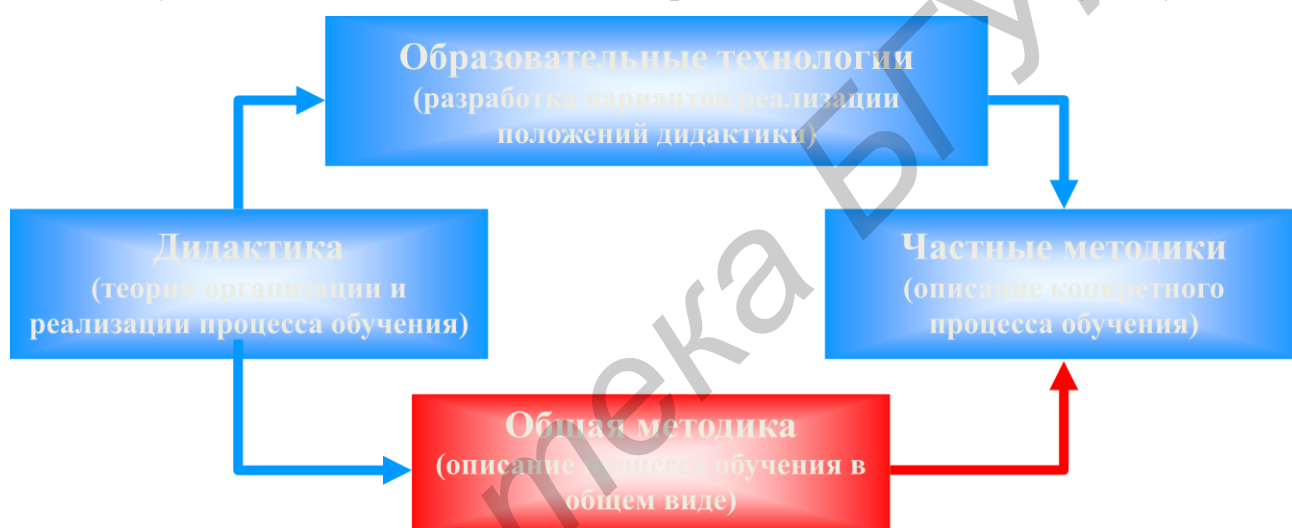 Образовательные технологии
(разработка вариантов реализации
положений дидактики)
Дидактика
(теория организации и
реализации процесса обучения)
Частные методики
(описание конкретного
процесса обучения)
Общая методика
(описание процесса обучения в
общем виде)